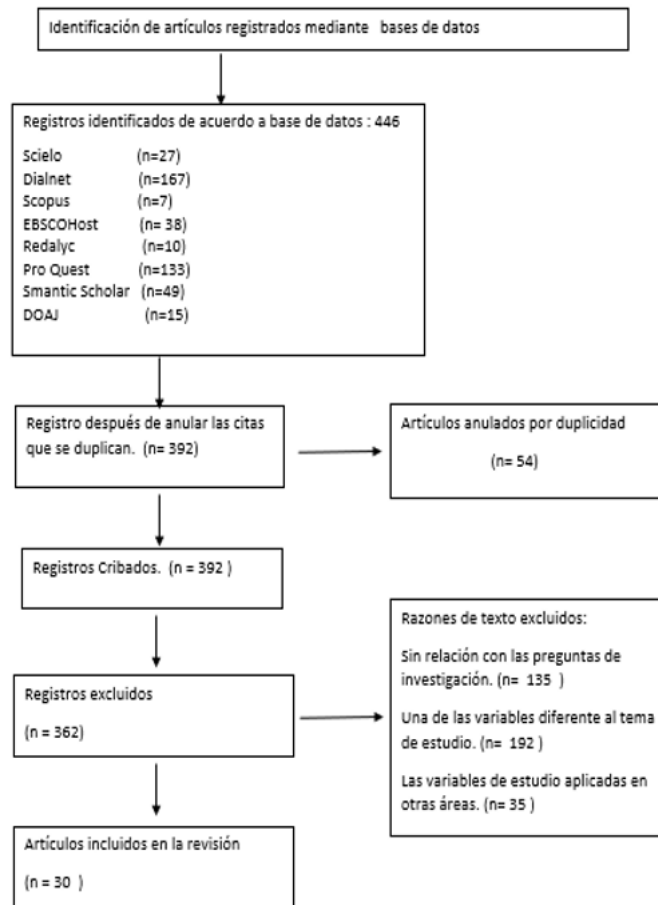 Identificación de artículos registrados mediante bases de datos
Registros identificados de acuerdo a base de datos : 446
Scielo (n=27)
Dialnet (n=167)
Scopus (n=7)
EBSCOHost (n= 38)
Redalyc (n=10)
Pro Quest (n=133)
Smantic Scholar (n=49)
DOAJ (n=15)
Registro después de anular las citas
que se duplican. (n= 392)
Artículos anulados por duplicidad
(n= 54)
Registros Cribados. (n = 392 )
Registros excluidos
(n = 362)
Razones de texto excluidos:
Sin relación con las preguntas de
investigación. (n= 135 )
Una de las variables diferente al tema
de estudio. (n= 192 )
Las variables de estudio aplicadas en
otras áreas. (n= 35 )
Artículos incluidos en la revisión
(n = 30 )